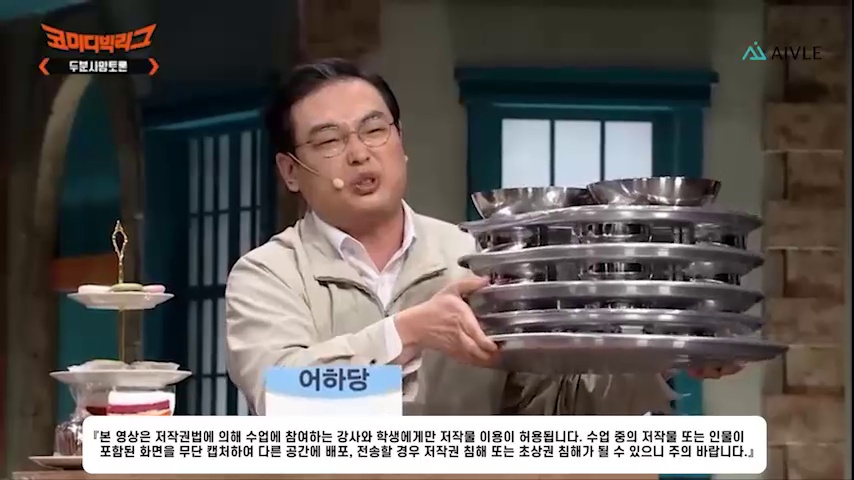 코미디빅리그
두분사망토론
AIVLE
어하당
『본 영상은 저작권법에 의해 수업에 참여하는 강사와 학생에게만 저작물 이용이 허용됩니다. 수업 중의 저작물 또는 인물이
포함된 화면을 무단 캡처하여 다른 공간에 배포, 전송할 경우 저작권 침해 또는 초상권 침해가 될 수 있으니 주의 바랍니다.』